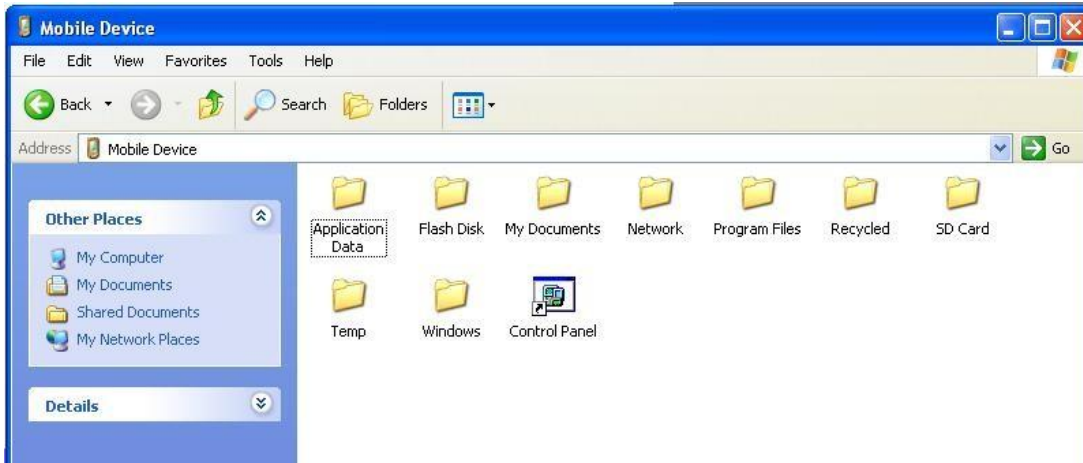 Mobile Device
File Edit View Favorites Tools Help
Back Search Folders
Address Mobile Device Go
Other Places
My Computer
My Documents
Shared Documents
My Network Places
Details
Application Data Flash Disk My Documents Network Program Files Recycled SD Card
Temp Windows Control Panel